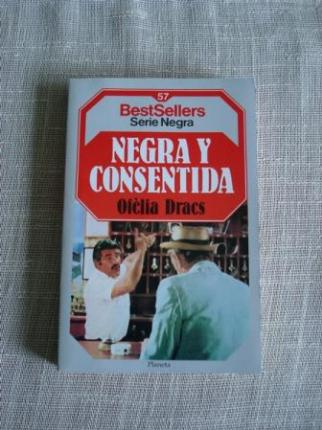 57
BestSellers
Serie Negra
NEGRA Y
CONSENTIDA
Ofèlia Dracs
Planeta